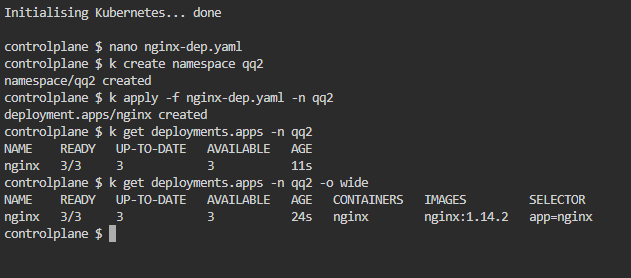 Initialising Kubernetes... done
controlplane $ nano nginx-dep.yaml
controlplane $ k create namespace qq2
namespace/qq2 created
controlplane $ k apply -f nginx-dep.yaml -n qq2
deployment.apps/nginx created
controlplane $ k get deployments.apps -n qq2
NAME    READY   UP-TO-DATE   AVAILABLE   AGE
nginx   3/3     3            3           11s
controlplane $ k get deployments.apps -n qq2 -o wide
NAME    READY   UP-TO-DATE   AVAILABLE   AGE   CONTAINERS   IMAGES         SELECTOR
nginx   3/3     3            3           24s   nginx        nginx:1.14.2   app=nginx
controlplane $